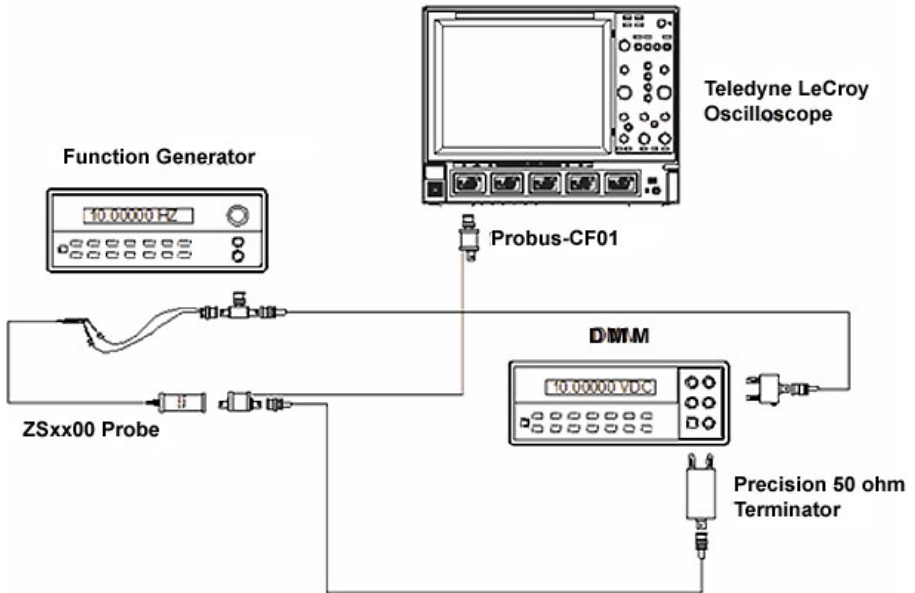 Teledyne LeCroy
Oscilloscope
Function Generator
10.00000 HZ
Probus-CF01
DMM
10.00000 VDC
ZSxx00 Probe
Precision 50 ohm
Terminator